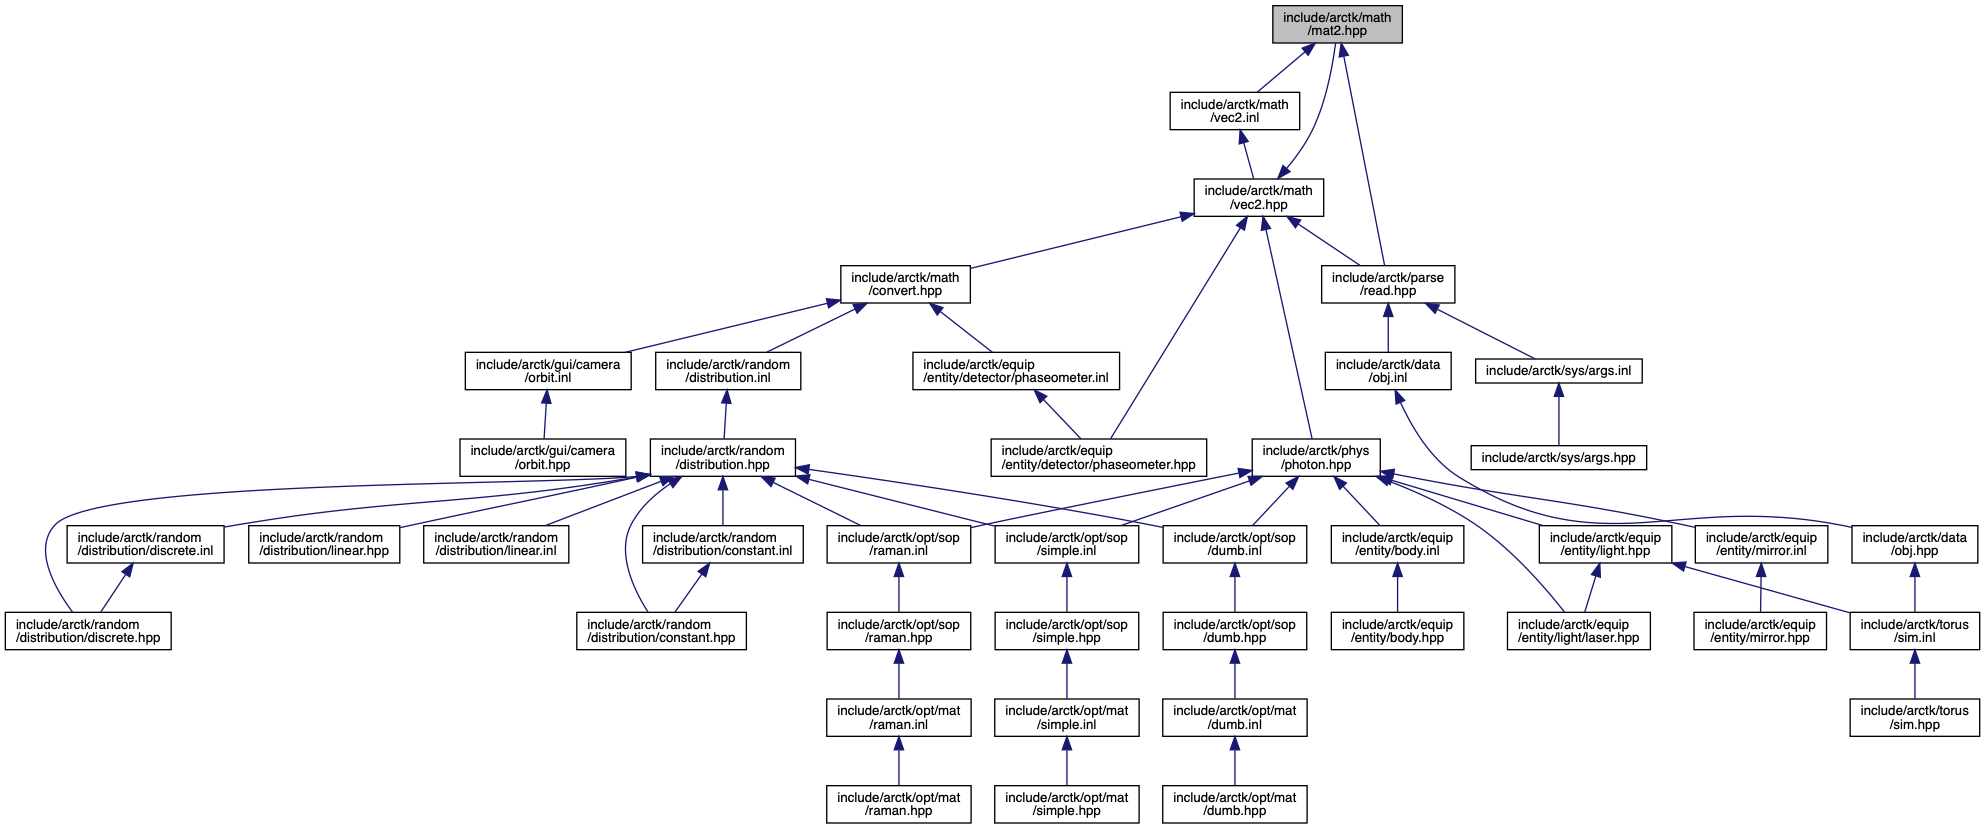 include/arctk/math
/mat2.hpp
include/arctk/math
/vec2.inl
include/arctk/math
/vec2.hpp
include/arctk/math
/convert.hpp
include/arctk/parse
/read.hpp
include/arctk/gui/camera
/orbit.inl
include/arctk/random
/distribution.inl
include/arctk/equip
/entity/detector/phaseometer.inl
include/arctk/data
/obj.inl
include/arctk/sys/args.inl
include/arctk/gui/camera
/orbit.hpp
include/arctk/random
/distribution.hpp
include/arctk/equip
/entity/detector/phaseometer.hpp
include/arctk/phys
/photon.hpp
include/arctk/sys/args.hpp
include/arctk/random
/distribution/discrete.inl
include/arctk/random
/distribution/linear.hpp
include/arctk/random
/distribution/linear.inl
include/arctk/random
/distribution/constant.inl
include/arctk/opt/sop
/raman.inl
include/arctk/opt/sop
/simple.inl
include/arctk/opt/sop
/dumb.inl
include/arctk/equip
/entity/body.inl
include/arctk/equip
/entity/light.hpp
include/arctk/equip
/entity/mirror.inl
include/arctk/data
/obj.hpp
include/arctk/random
/distribution/discrete.hpp
include/arctk/random
/distribution/constant.hpp
include/arctk/opt/sop
/raman.hpp
include/arctk/opt/sop
/simple.hpp
include/arctk/opt/sop
/dumb.hpp
include/arctk/equip
/entity/body.hpp
include/arctk/equip
/entity/light/laser.hpp
include/arctk/equip
/entity/mirror.hpp
include/arctk/torus
/sim.inl
include/arctk/opt/mat
/raman.inl
include/arctk/opt/mat
/simple.inl
include/arctk/opt/mat
/dumb.inl
include/arctk/torus
/sim.hpp
include/arctk/opt/mat
/raman.hpp
include/arctk/opt/mat
/simple.hpp
include/arctk/opt/mat
/dumb.hpp